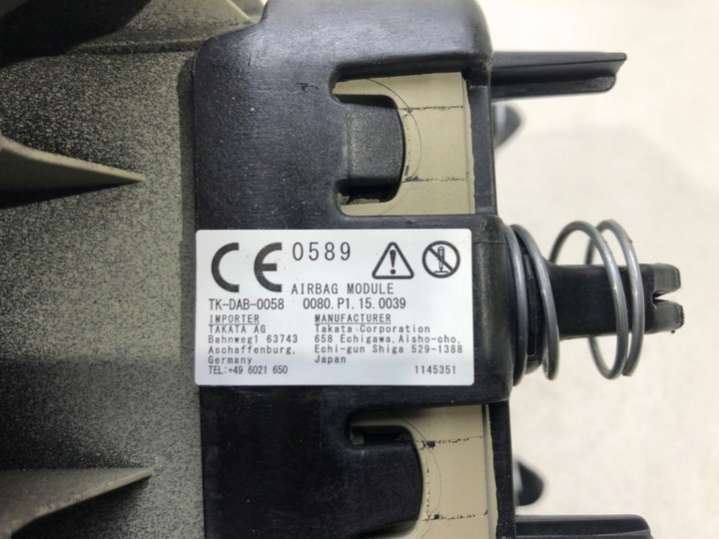 CE 0589
AIRBAG MODULE
TK-DAB-0058 0080.P1.15.0039
IMPORTER
TAKATA AG
Bahnweg1 63743
Aschaffenburg,
Germany
TEL:+49 6021 650
MANUFACTURER
Takata Corporation
658 Echigawa,Aisho-cho,
Echi-gun Shiga 529-1388
Japan
1145351